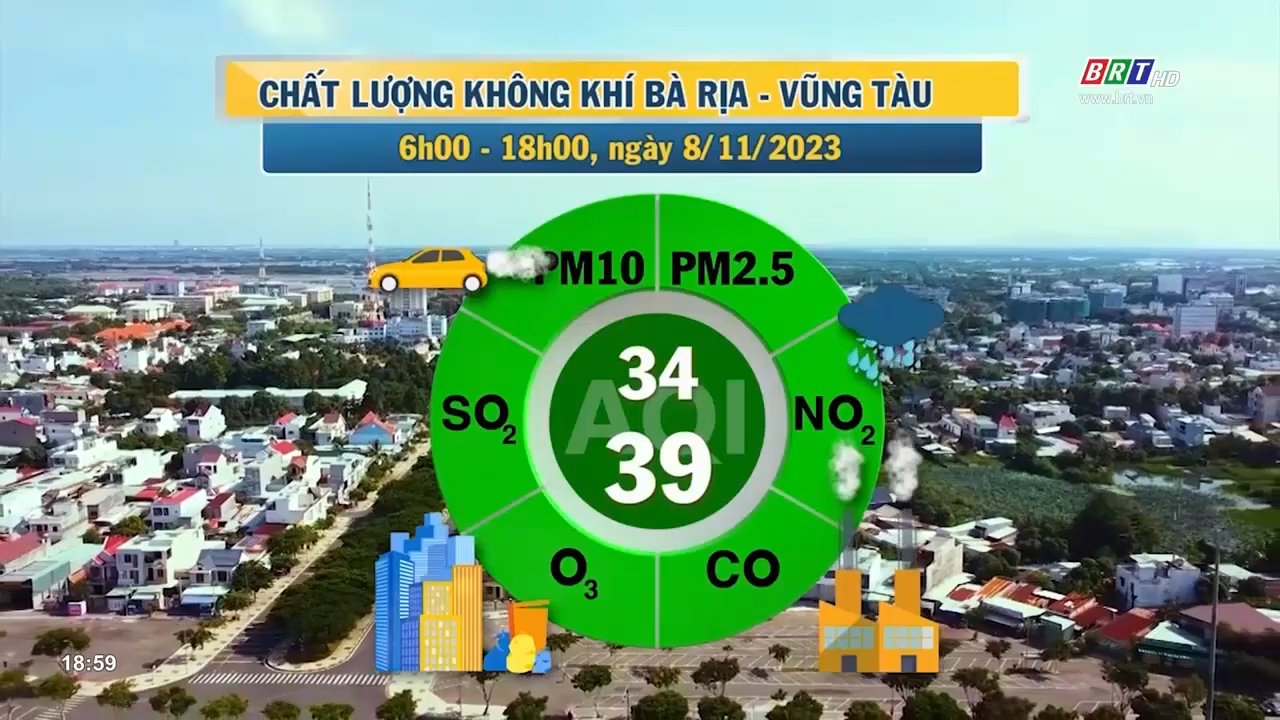 CHẤT LƯỢNG KHÔNG KHÍ BÀ RỊA - VŨNG TÀU
BRT HD
www.brt.vn
6h00 - 18h00, ngày 8/11/2023
PM10 PM2.5
34
AQI
SO₂ NO₂
39
O₃ CO
18:59